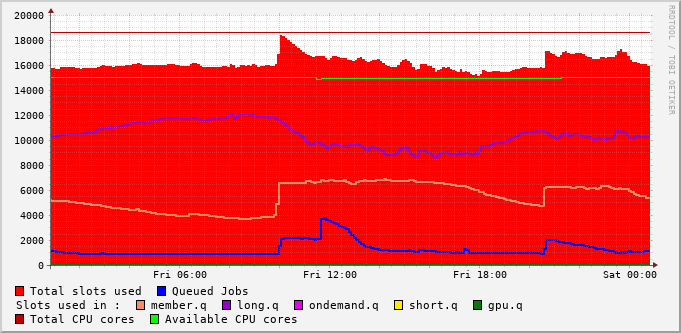 20000
18000
16000
14000
12000
10000
8000
6000
4000
2000
0
Fri 06:00 Fri 12:00 Fri 18:00 Sat 00:00
RRDTOOL / TOBI OETIKER
Total slots used Queued Jobs
Slots used in : member.q long.q ondemand.q short.q gpu.q
Total CPU cores Available CPU cores